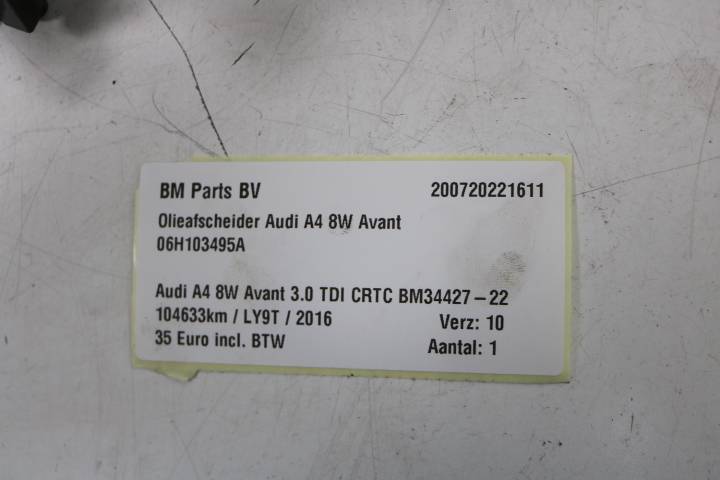 BM Parts BV 200720221611
Olieafscheider Audi A4 8W Avant
06H103495A
Audi A4 8W Avant 3.0 TDI CRTC BM34427-22
104633km / LY9T / 2016 Verz: 10
35 Euro incl. BTW Aantal: 1